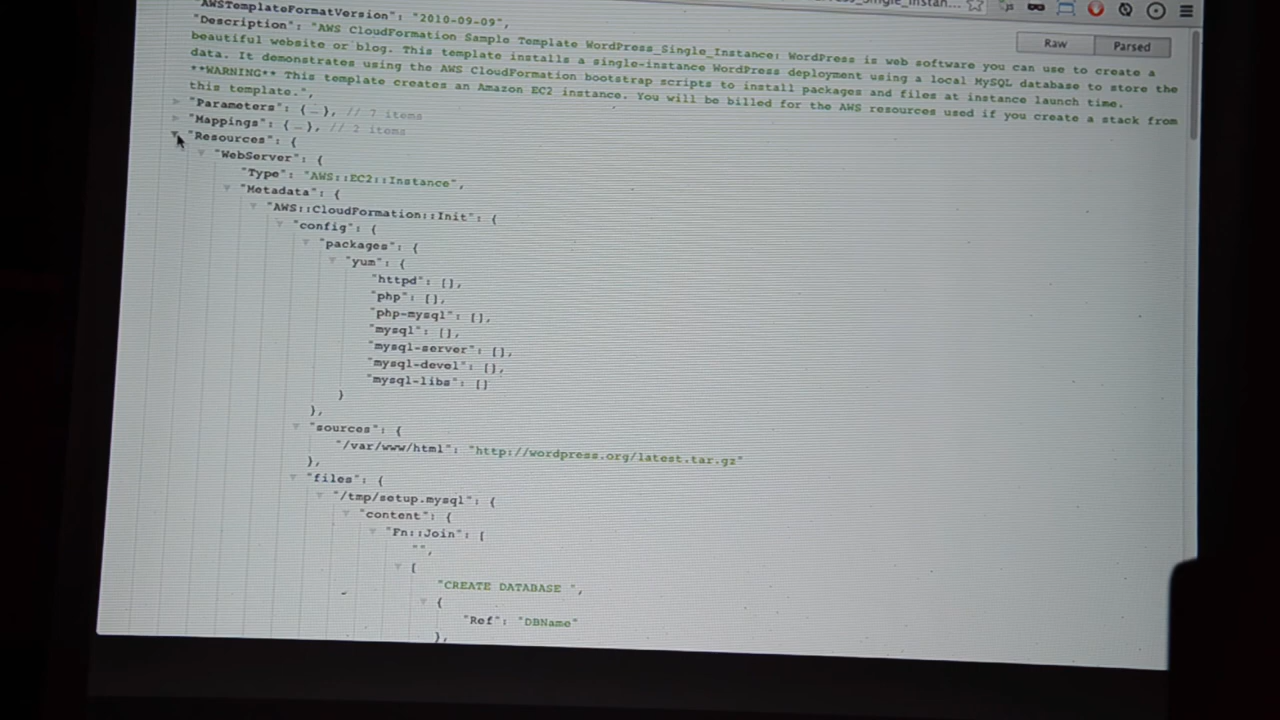 "AWSTemplateFormatVersion": "2010-09-09",
"Description": "AWS CloudFormation Sample Template WordPress_Single_Instance: WordPress is web software you can use to create a
beautiful website or blog. This template installs a single-instance WordPress deployment using a local MySQL database to store the
data. It demonstrates using the AWS CloudFormation bootstrap scripts to install packages and files at instance launch time.
**WARNING** This template creates an Amazon EC2 instance. You will be billed for the AWS resources used if you create a stack from
this template.",
Raw
Parsed
"Parameters": { … }, // 7 items
"Mappings": { … }, // 2 items
"Resources": {
"WebServer": {
"Type": "AWS::EC2::Instance",
"Metadata": {
"AWS::CloudFormation::Init": {
"config": {
"packages": {
"yum": {
"httpd": [],
"php": [],
"php-mysql": [],
"mysql": [],
"mysql-server": [],
"mysql-devel": [],
"mysql-libs": []
}
},
"sources": {
"/var/www/html": "http://wordpress.org/latest.tar.gz"
},
"files": {
"/tmp/setup.mysql": {
"content": {
"Fn::Join": [
"",
[
"CREATE DATABASE ",
{
"Ref": "DBName"
},